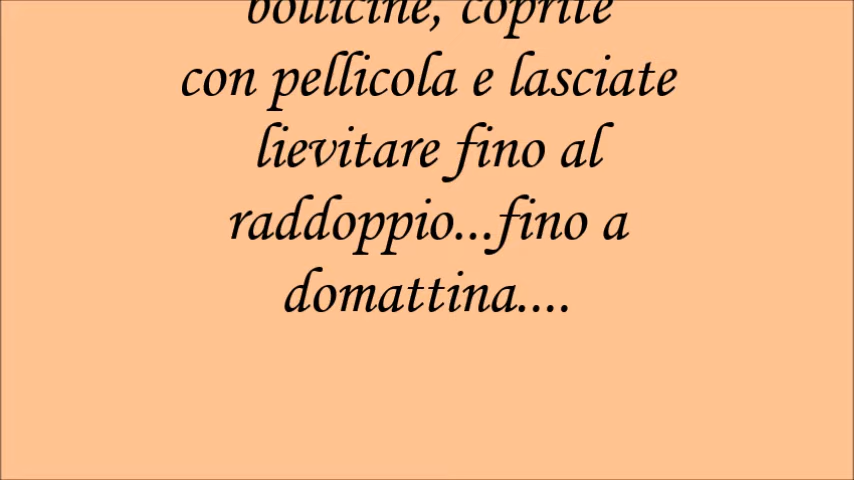 bollicine, coprite
con pellicola e lasciate
lievitare fino al
raddoppio...fino a
domattina....